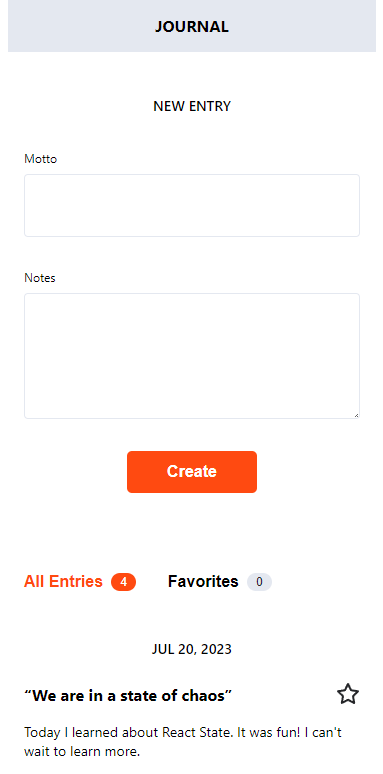 JOURNAL
NEW ENTRY
Motto
Notes
Create
All Entries 4 Favorites 0
JUL 20, 2023
“We are in a state of chaos”
Today I learned about React State. It was fun! I can't
wait to learn more.